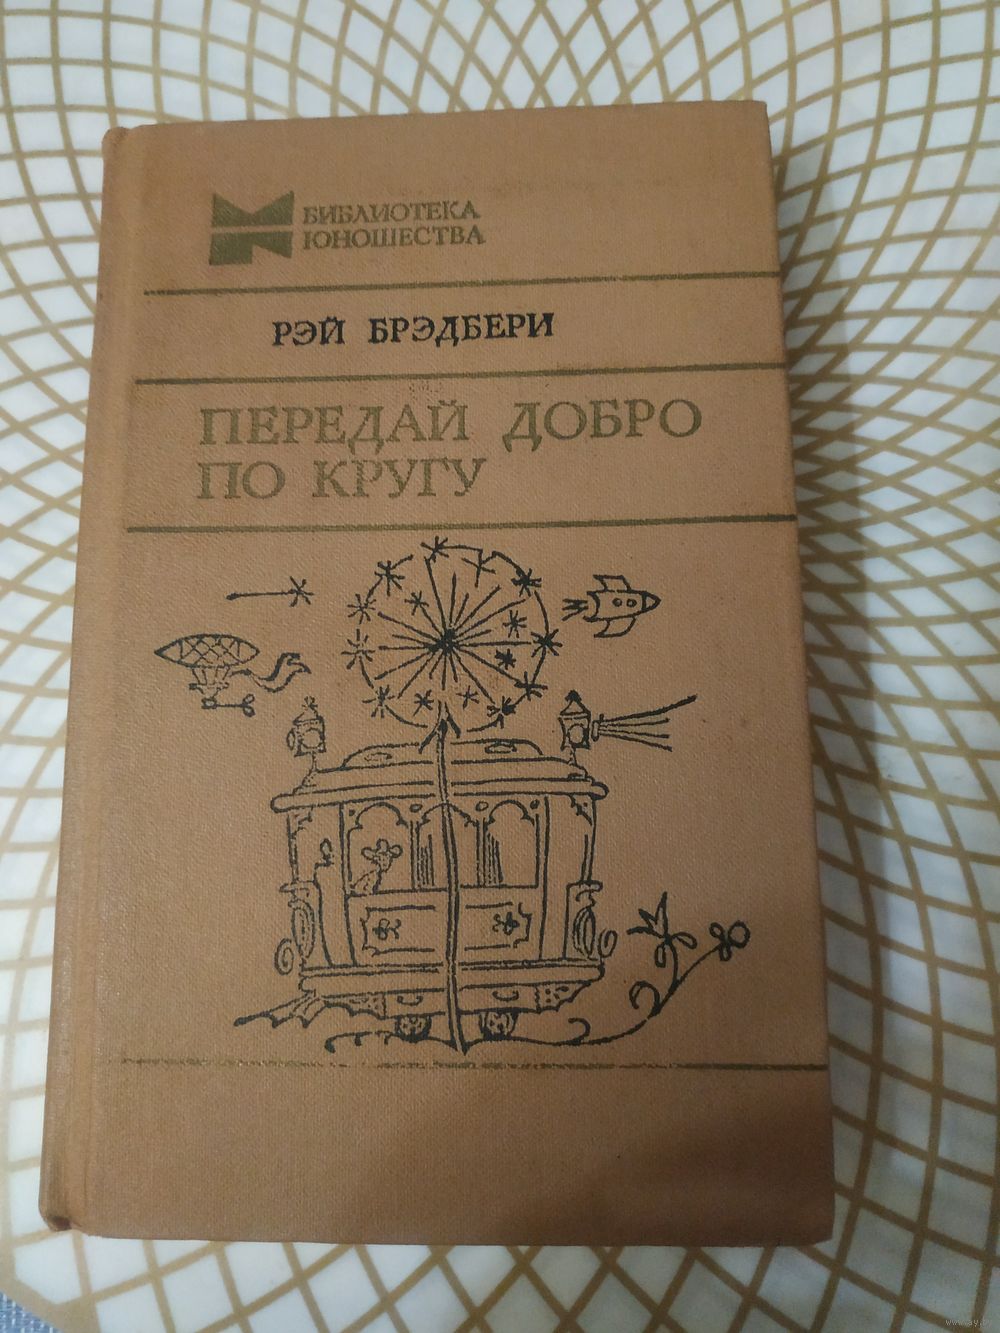 БИБЛИОТЕКА
ЮНОШЕСТВА
РЭЙ БРЭДБЕРИ
ПЕРЕДАЙ ДОБРО
ПО КРУГУ